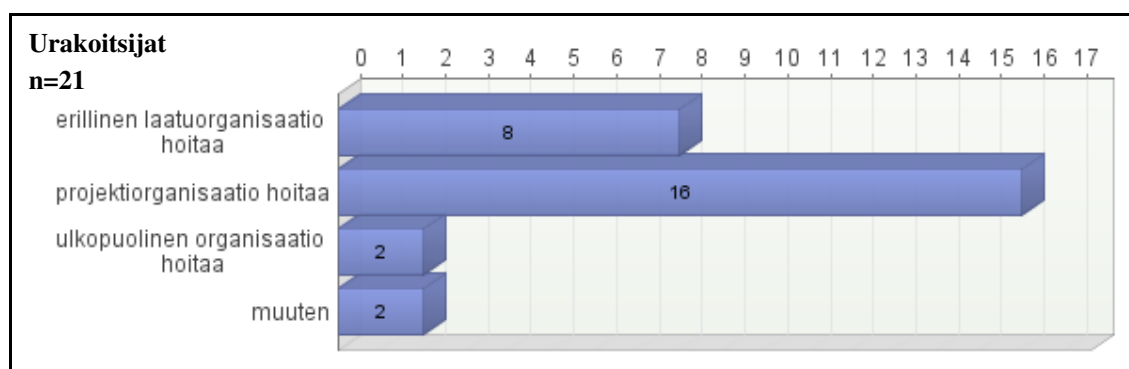 Urakoitsijat
n=21
0 1 2 3 4 5 6 7 8 9 10 11 12 13 14 15 16 17
erillinen laatuorganisaatio
hoitaa
8
projektiorganisaatio hoitaa
16
ulkopuolinen organisaatio
hoitaa
2
muuten
2